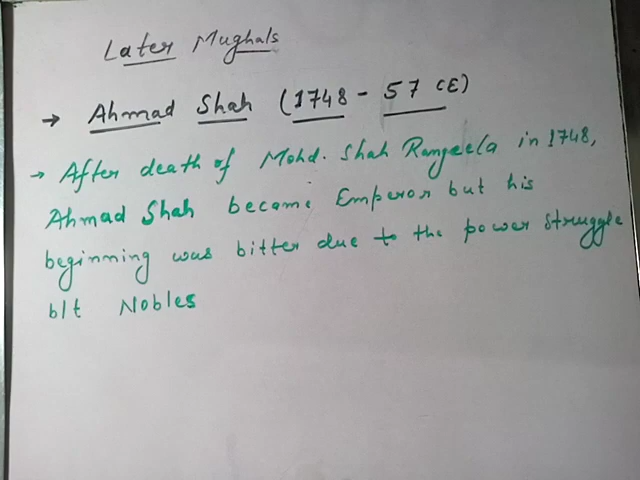 Later Mughals
→ Ahmad Shah (1748 - 57 CE)
→ After death of Mohd. Shah Rangeela in 1748,
Ahmad Shah became Emperor but his
beginning was bitter due to the power struggle
b/t Nobles